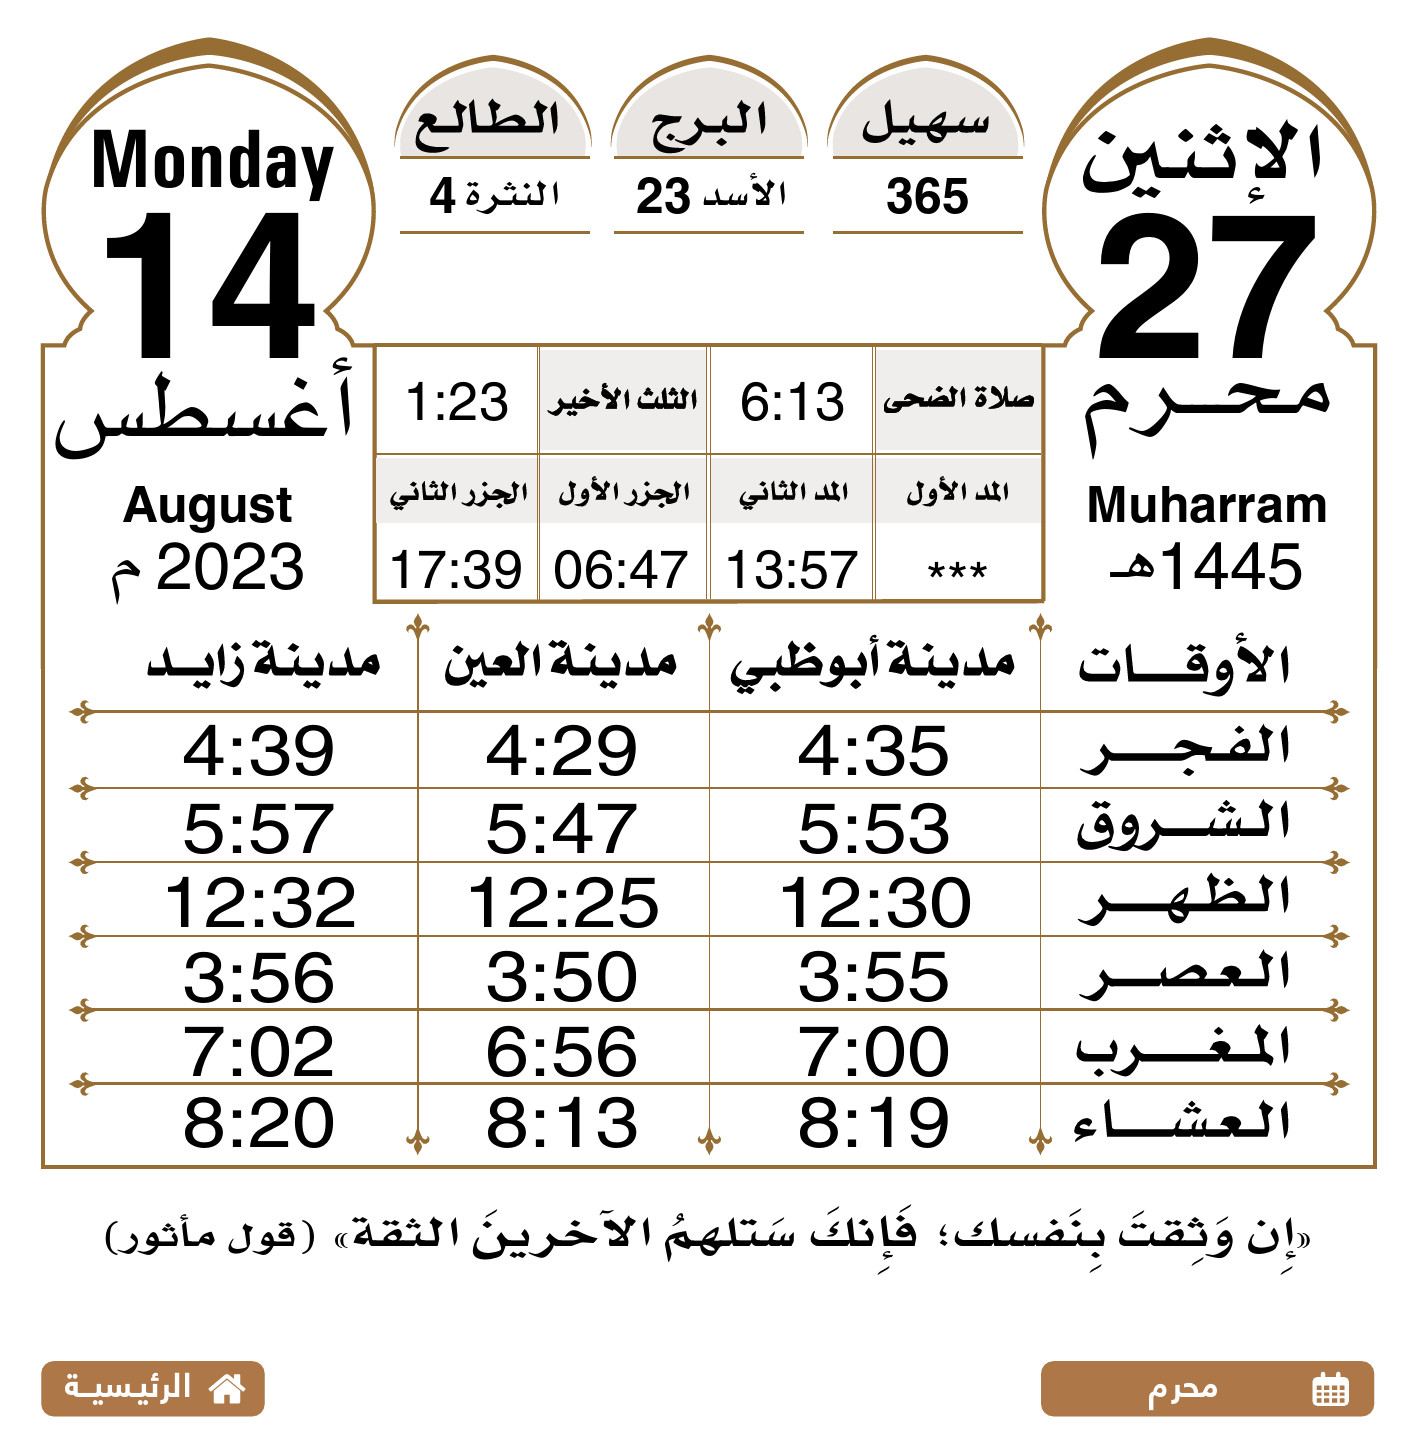 الإثنين
27
محرم
Muharram
1445هـ
سهيل
365
البرج
الأسد 23
الطالع
النثرة 4
Monday
14
أغسطس
August
2023 م
صلاة الضحى 6:13 الثلث الأخير 1:23
المد الأول المد الثاني الجزر الأول الجزر الثاني
*** 13:57 06:47 17:39
الأوقات مدينة أبوظبي مدينة العين مدينة زايد
الفجر 4:35 4:29 4:39
الشروق 5:53 5:47 5:57
الظهر 12:30 12:25 12:32
العصر 3:55 3:50 3:56
المغرب 7:00 6:56 7:02
العشاء 8:19 8:13 8:20
«إِن وَثِقتَ بِنَفسك؛ فَإِنكَ سَتلهمُ الآخرينَ الثقة» (قول مأثور)
محرم
الرئيسية